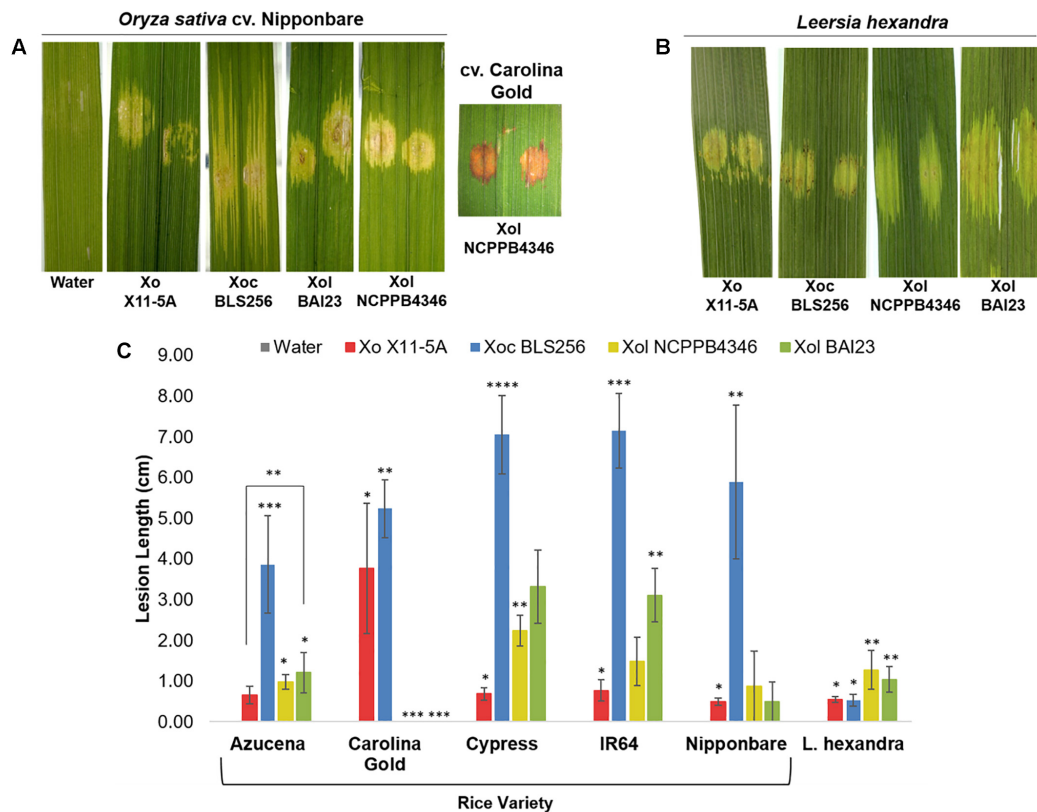 Oryza sativa cv. Nipponbare
A
Water
Xo
X11-5A
Xoc
BLS256
Xol
BAI23
Xol
NCPPB4346
cv. Carolina
Gold
Xol
NCPPB4346
Leersia hexandra
B
Xo
X11-5A
Xoc
BLS256
Xol
NCPPB4346
Xol
BAI23
C
Water Xo X11-5A Xoc BLS256 Xol NCPPB4346 Xol BAI23
Lesion Length (cm)
9.00
8.00
7.00
6.00
5.00
4.00
3.00
2.00
1.00
0.00
**
***
*
*
*
**
*** ***
****
*
**
***
*
**
**
*
*
*
**
**
Azucena
Carolina
Gold
Cypress
IR64
Nipponbare
L. hexandra
Rice Variety